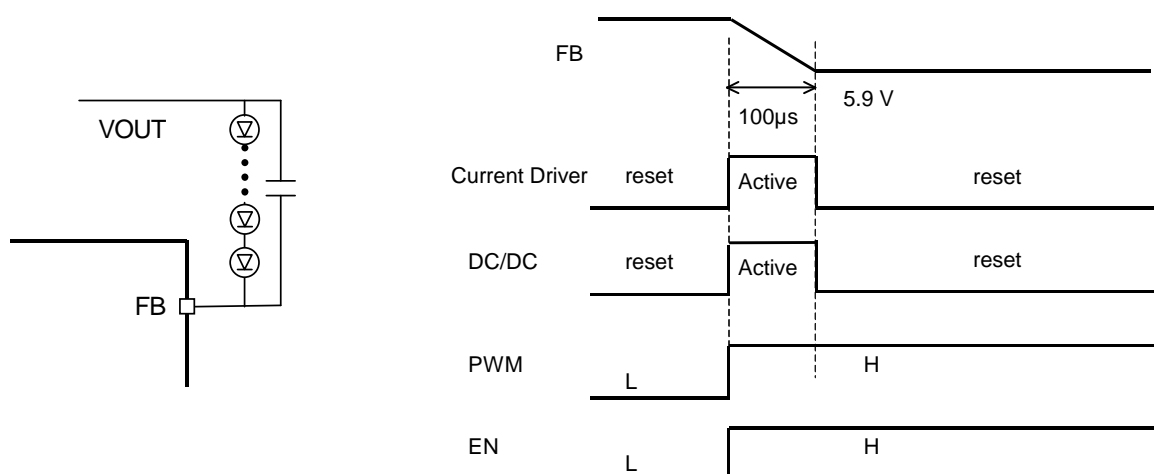 VOUT
FB
FB
5.9 V
100µs
Current Driver reset Active reset
DC/DC reset Active reset
PWM L H
EN L H